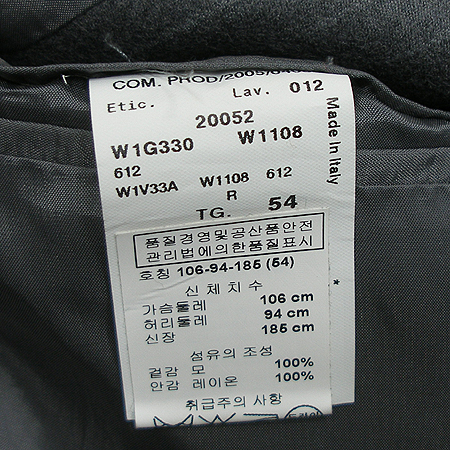 COM. PROD/2005/040
Etic. Lav. 012
20052
W1G330 W1108
612
W1V33A W1108 612
R
TG. 54
Made in Italy
품질경영및공산품안전
관리법에의한품질표시
호칭 106-94-185 (54)
신체치수
가슴둘레 106 cm
허리둘레 94 cm
신장 185 cm
섬유의 조성
겉감 모 100%
안감 레이온 100%
취급주의 사항
드라이